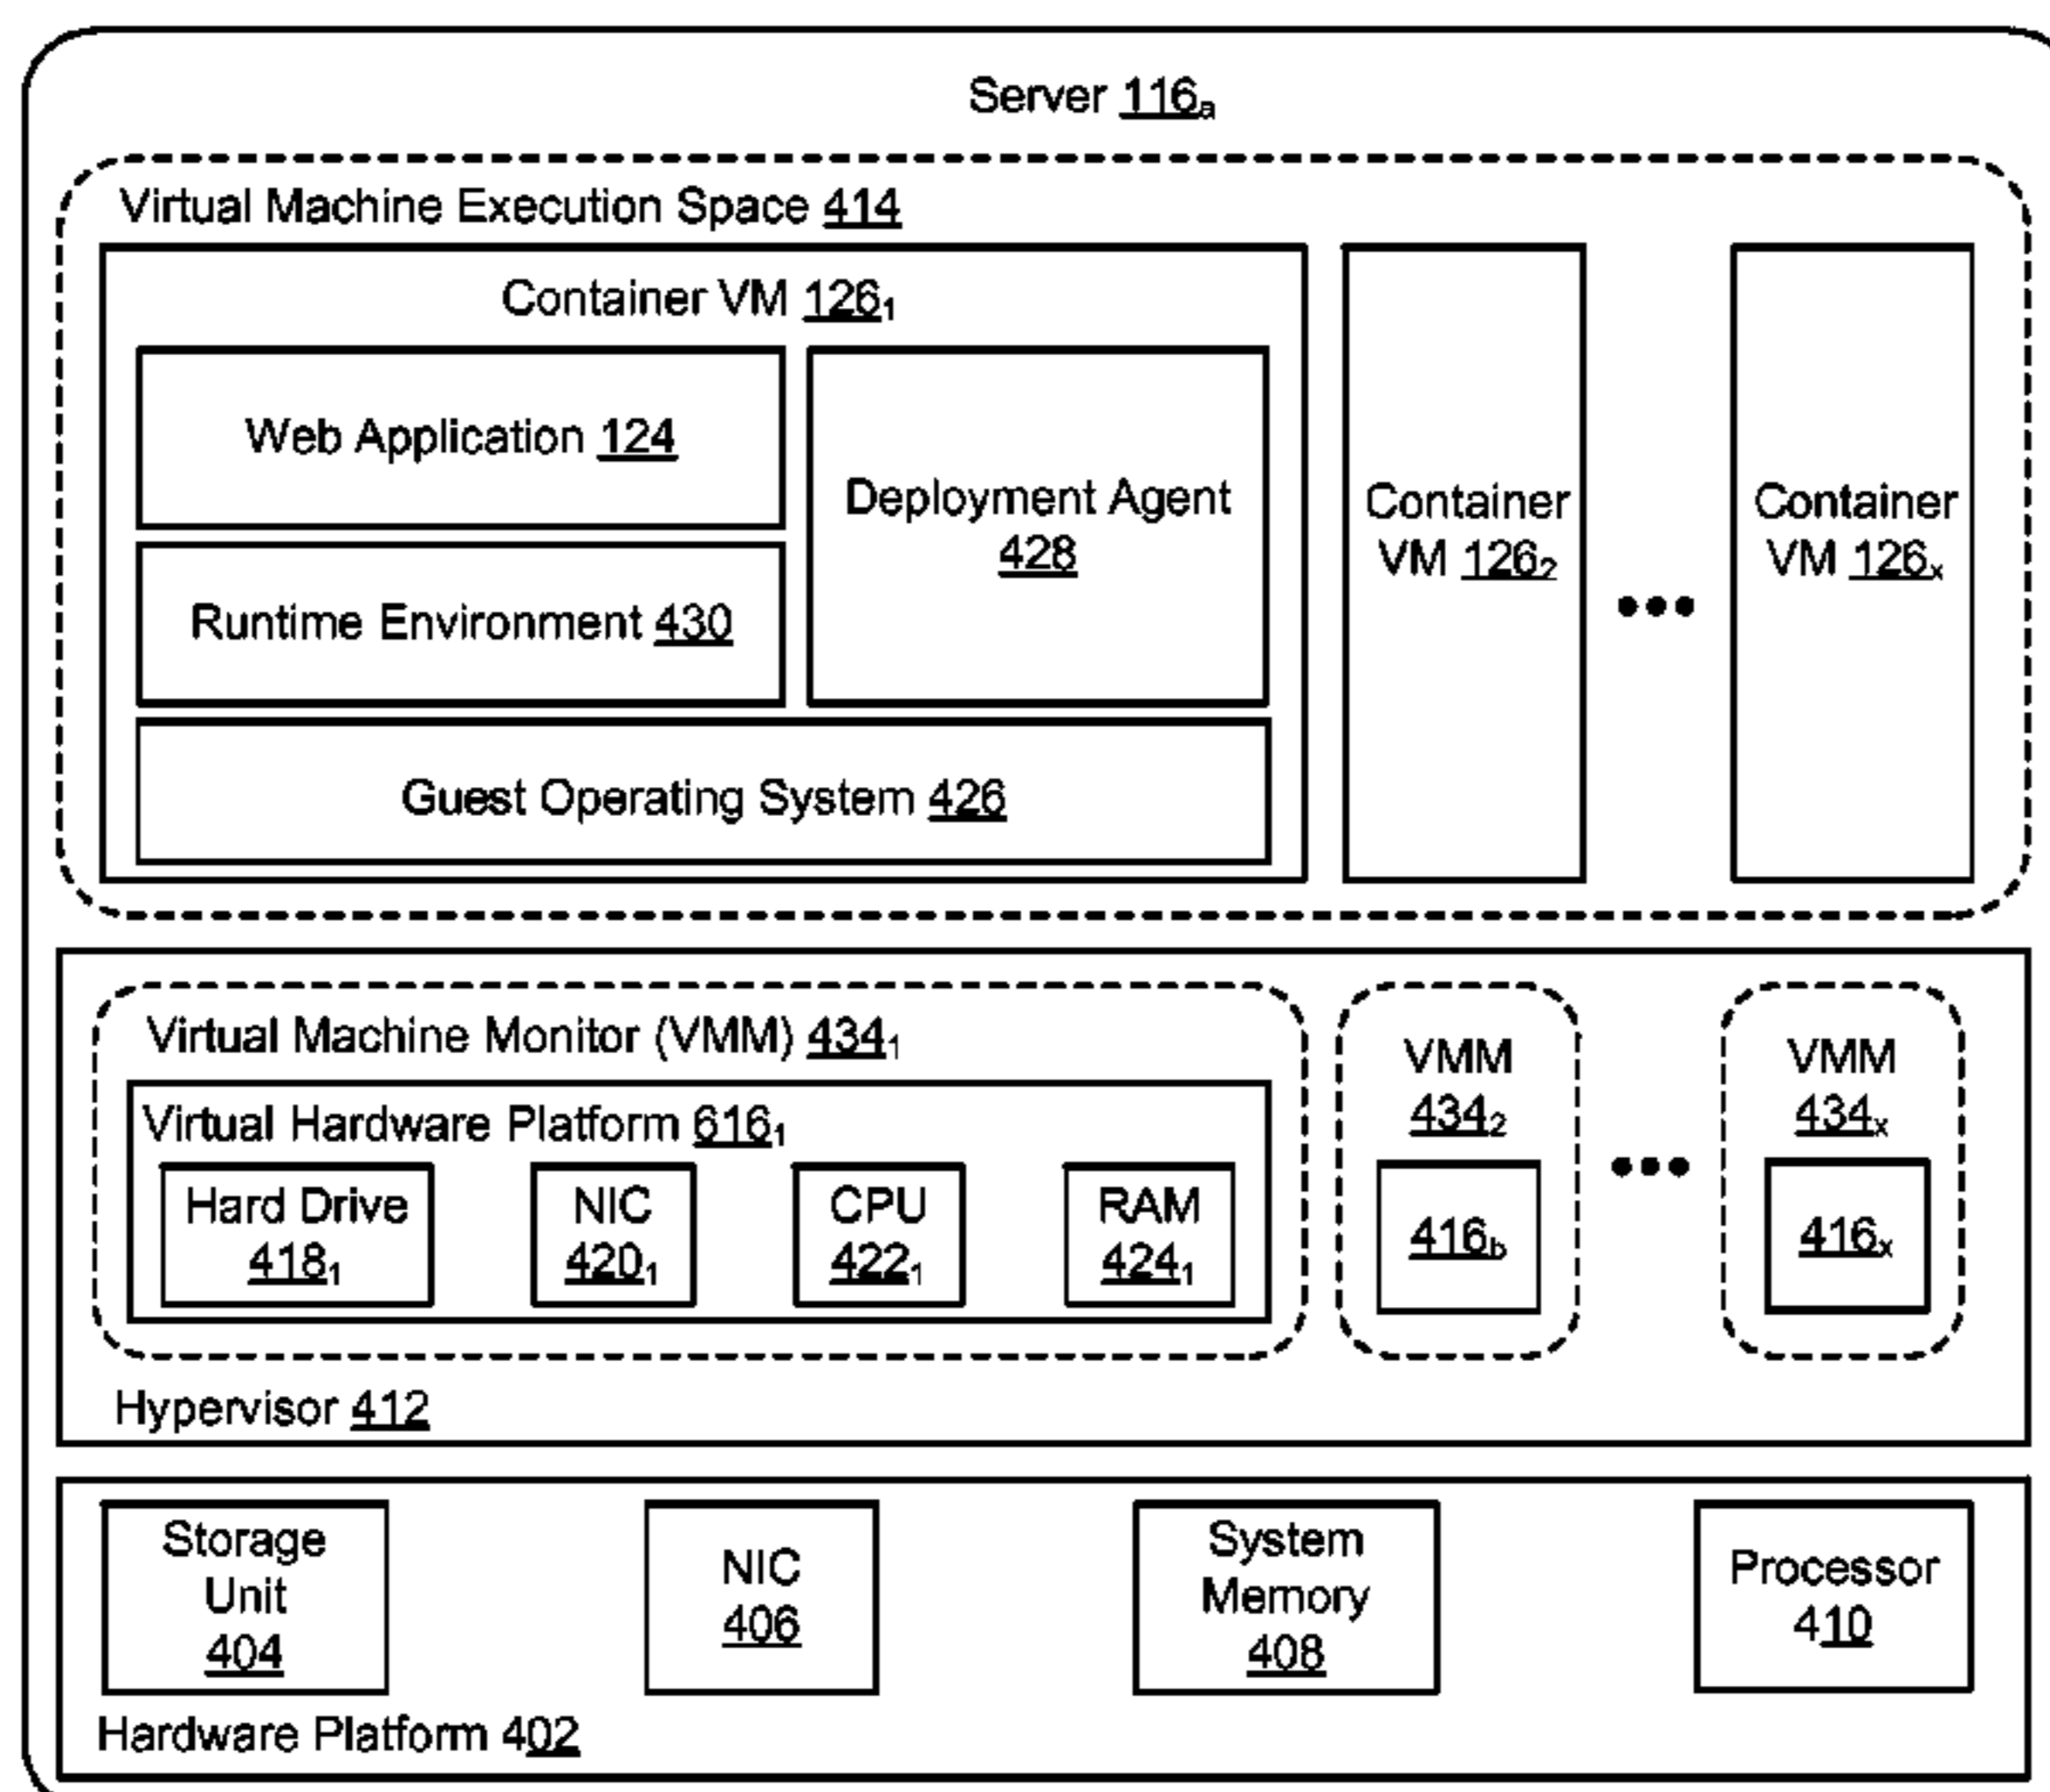 Server 116a
Virtual Machine Execution Space 414
Container VM 1261
Web Application 124
Runtime Environment 430
Deployment Agent
428
Guest Operating System 426
Container
VM 1262
Container
VM 126x
Virtual Machine Monitor (VMM) 4341
Virtual Hardware Platform 6161
Hard Drive
4181
NIC
4201
CPU
4221
RAM
4241
VMM
4342
416b
VMM
434x
416x
Hypervisor 412
Storage
Unit
404
NIC
406
System
Memory
408
Processor
410
Hardware Platform 402